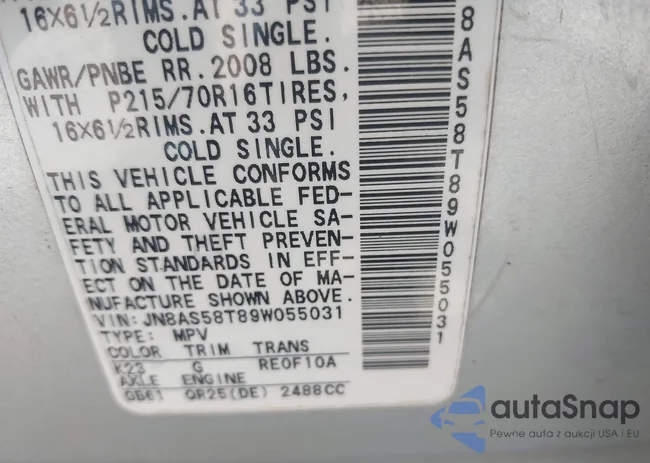 16X6½RIMS.AT 33 PSI
COLD SINGLE.
GAWR/PNBE RR.2008 LBS.
WITH P215/70R16TIRES,
16X6½RIMS.AT 33 PSI
COLD SINGLE.
THIS VEHICLE CONFORMS
TO ALL APPLICABLE FED-
ERAL MOTOR VEHICLE SA-
FETY AND THEFT PREVEN-
TION STANDARDS IN EFF-
ECT ON THE DATE OF MA-
NUFACTURE SHOWN ABOVE.
VIN: JN8AS58T89W055031
TYPE: MPV
COLOR TRIM TRANS
K23 G RE0F10A
AXLE ENGINE
GB61 QR25(DE) 2488CC
8AS58T89W055031
autaSnap
Pewne auta z aukcji USA i EU